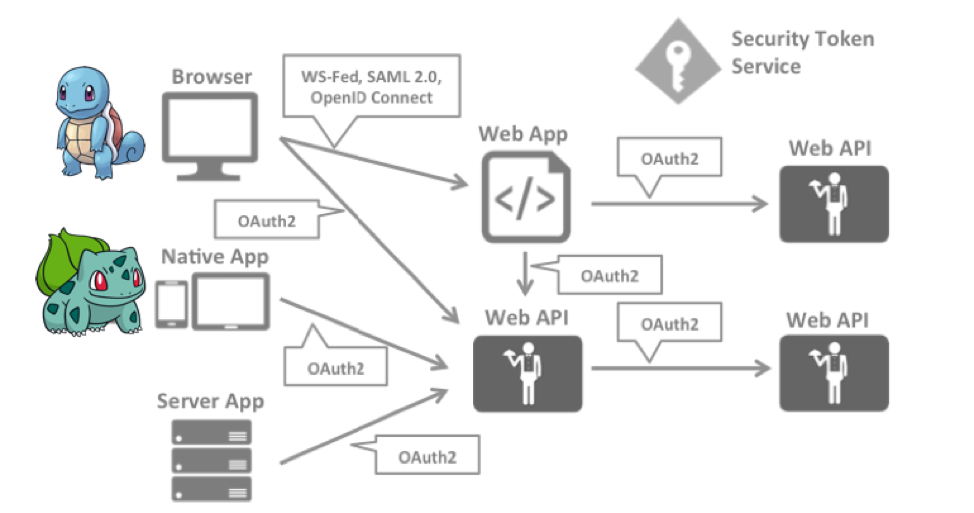 Security Token
Service
Browser
WS-Fed, SAML 2.0,
OpenID Connect
Web App
OAuth2
Web API
</>
OAuth2
Native App
OAuth2
Web API
OAuth2
Web API
OAuth2
Server App
OAuth2